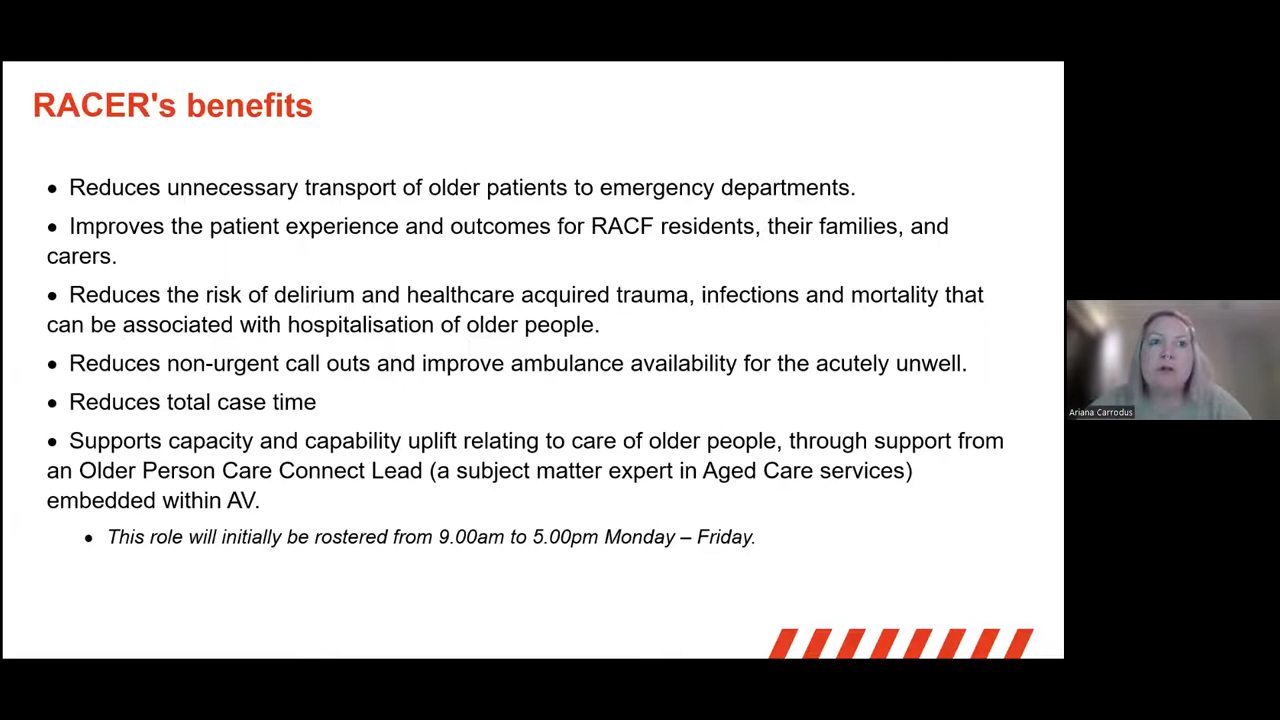 RACER's benefits
• Reduces unnecessary transport of older patients to emergency departments.
• Improves the patient experience and outcomes for RACF residents, their families, and
carers.
• Reduces the risk of delirium and healthcare acquired trauma, infections and mortality that
can be associated with hospitalisation of older people.
• Reduces non-urgent call outs and improve ambulance availability for the acutely unwell.
• Reduces total case time
• Supports capacity and capability uplift relating to care of older people, through support from
an Older Person Care Connect Lead (a subject matter expert in Aged Care services)
embedded within AV.
• This role will initially be rostered from 9.00am to 5.00pm Monday – Friday.
Ariana Carrodus